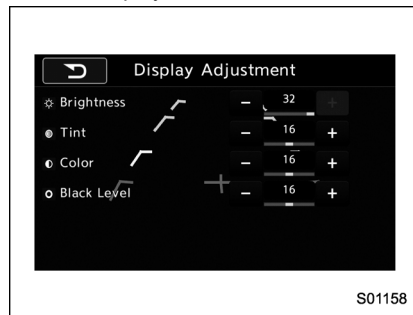 Display Adjustment
Brightness - 32 +
Tint - 16 +
Color - 16 +
Black Level - 16 +
S01158